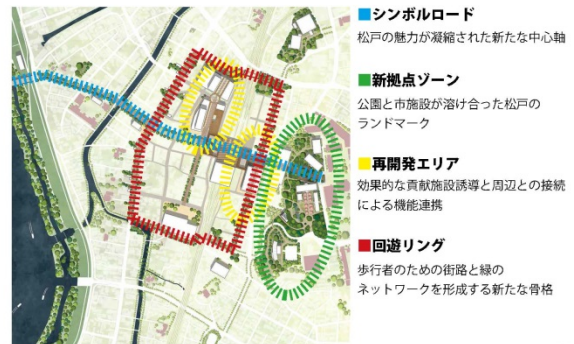 ■シンボルロード
松戸の魅力が凝縮された新たな中心軸
■新拠点ゾーン
公園と市施設が溶け合った松戸の
ランドマーク
■再開発エリア
効果的な貢献施設誘導と周辺との接続
による機能連携
■回遊リング
歩行者のための街路と緑の
ネットワークを形成する新たな骨格